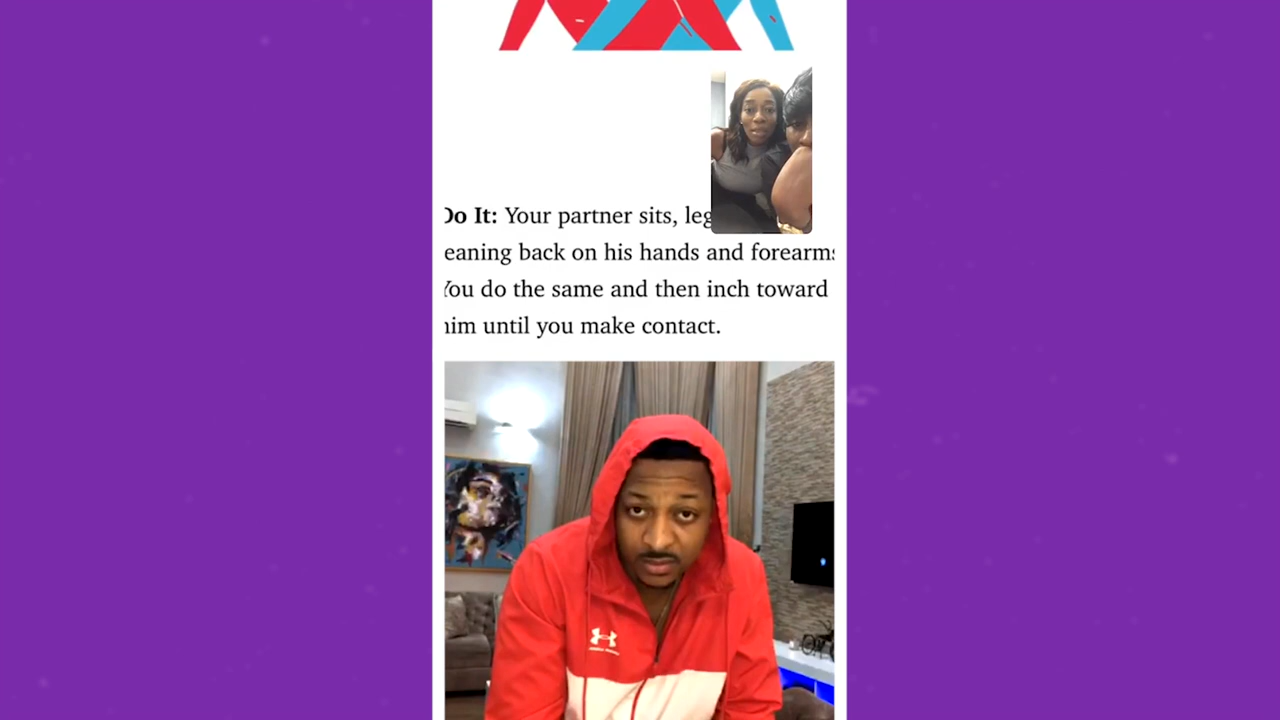 Do It: Your partner sits, leg
eaning back on his hands and forearms
You do the same and then inch toward
him until you make contact.